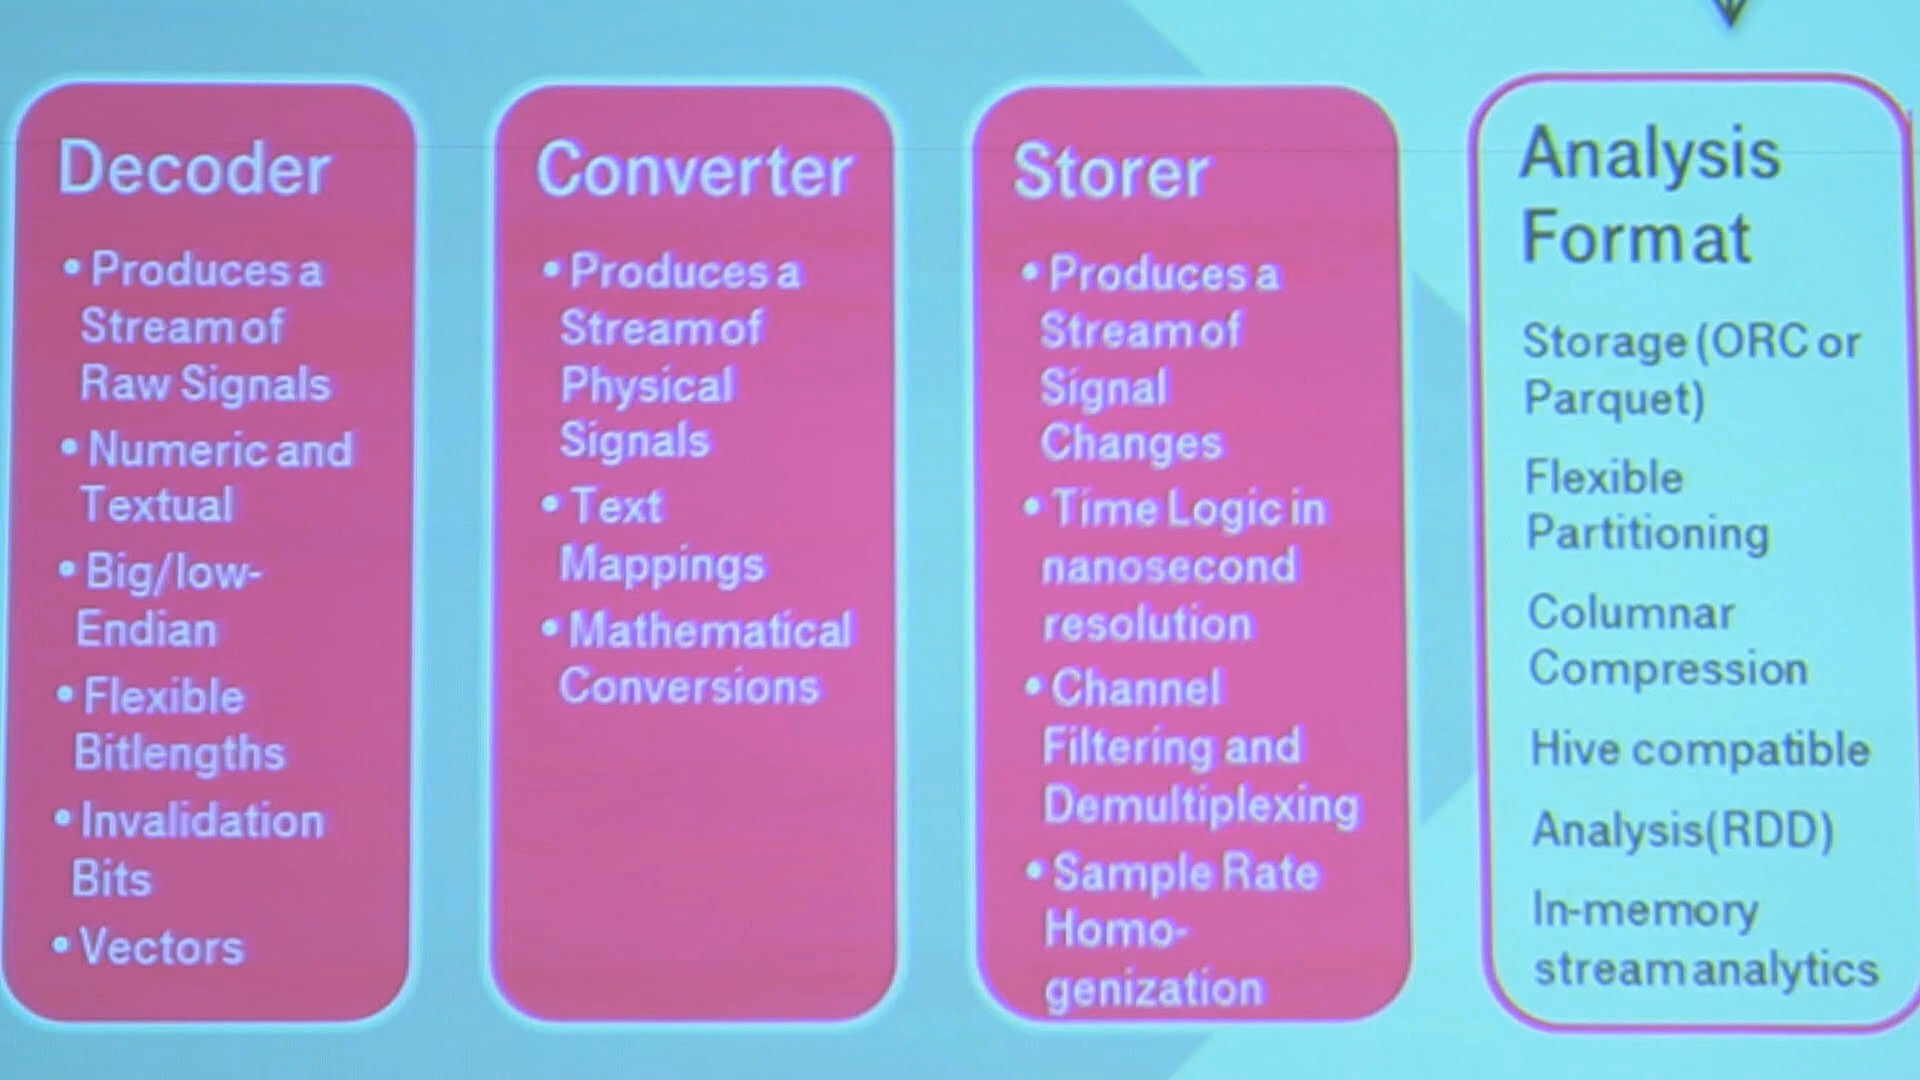 Decoder
• Produces a
Stream of
Raw Signals
• Numeric and
Textual
• Big/low-
Endian
• Flexible
Bitlengths
• Invalidation
Bits
• Vectors
Converter
• Produces a
Stream of
Physical
Signals
• Text
Mappings
• Mathematical
Conversions
Storer
• Produces a
Stream of
Signal
Changes
• Time Logic in
nanosecond
resolution
• Channel
Filtering and
Demultiplexing
• Sample Rate
Homo-
genization
Analysis
Format
Storage (ORC or
Parquet)
Flexible
Partitioning
Columnar
Compression
Hive compatible
Analysis(RDD)
In-memory
stream analytics